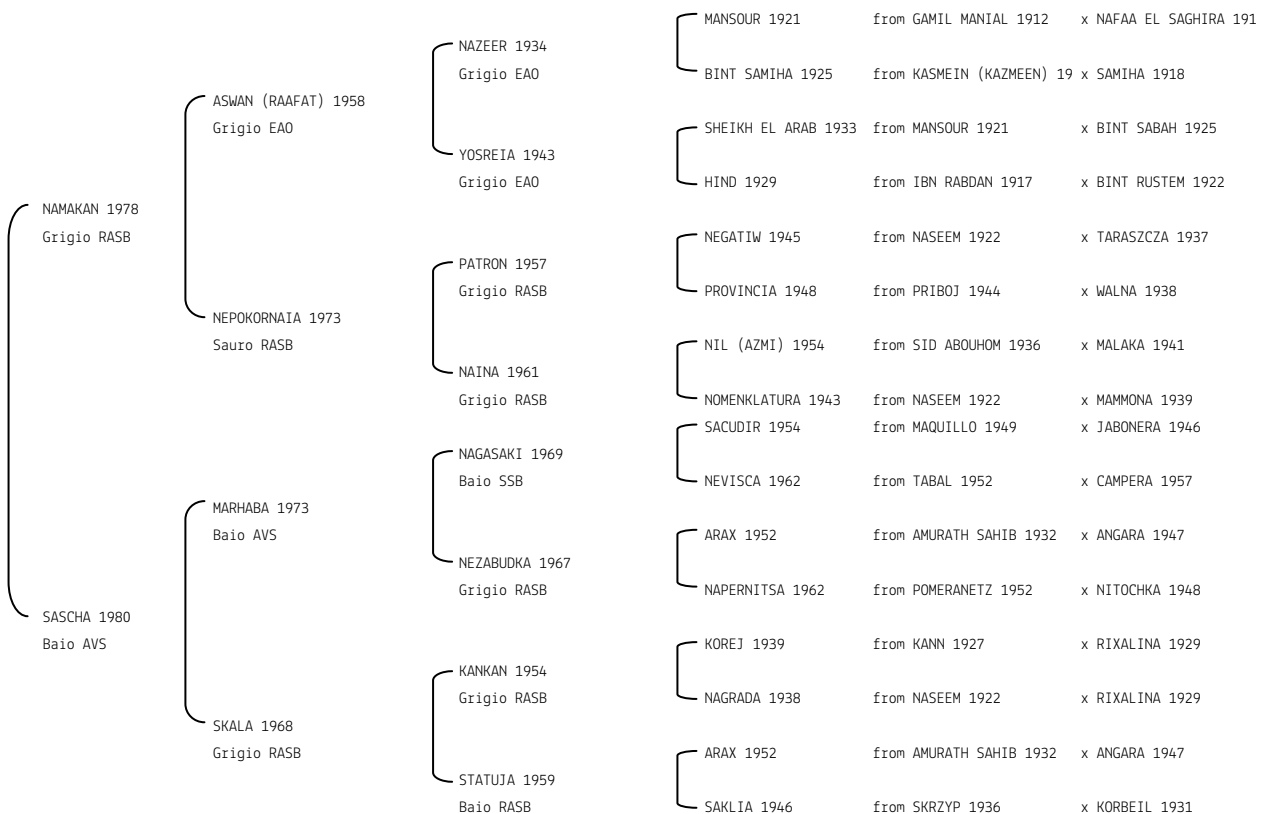 MANSOUR 1921 from GAMIL MANIAL 1912 x NAFAA EL SAGHIRA 191
NAZEER 1934
Grigio EAO
BINT SAMIHA 1925 from KASMEIN (KAZMEEN) 19 x SAMIHA 1918
ASWAN (RAAFAT) 1958
Grigio EAO
SHEIKH EL ARAB 1933 from MANSOUR 1921 x BINT SABAH 1925
YOSREIA 1943
Grigio EAO
HIND 1929 from IBN RABDAN 1917 x BINT RUSTEM 1922
NAMAKAN 1978
Grigio RASB
NEGATIW 1945 from NASEEM 1922 x TARASZCZA 1937
PATRON 1957
Grigio RASB
PROVINCIA 1948 from PRIBOJ 1944 x WALNA 1938
NEPOKORNAIA 1973
Sauro RASB
NIL (AZMI) 1954 from SID ABOUHOM 1936 x MALAKA 1941
NAINA 1961
Grigio RASB
NOMENKLATURA 1943 from NASEEM 1922 x MAMMONA 1939
SACUDIR 1954 from MAQUILLO 1949 x JABONERA 1946
NAGASAKI 1969
Baio SSB
NEVISCA 1962 from TABAL 1952 x CAMPERA 1957
MARHABA 1973
Baio AVS
ARAX 1952 from AMURATH SAHIB 1932 x ANGARA 1947
NEZABUDKA 1967
Grigio RASB
NAPERNITSA 1962 from POMERANETZ 1952 x NITOCHKA 1948
SASCHA 1980
Baio AVS
KOREJ 1939 from KANN 1927 x RIXALINA 1929
KANKAN 1954
Grigio RASB
NAGRADA 1938 from NASEEM 1922 x RIXALINA 1929
SKALA 1968
Grigio RASB
ARAX 1952 from AMURATH SAHIB 1932 x ANGARA 1947
STATUJA 1959
Baio RASB
SAKLIA 1946 from SKRZYP 1936 x KORBEIL 1931